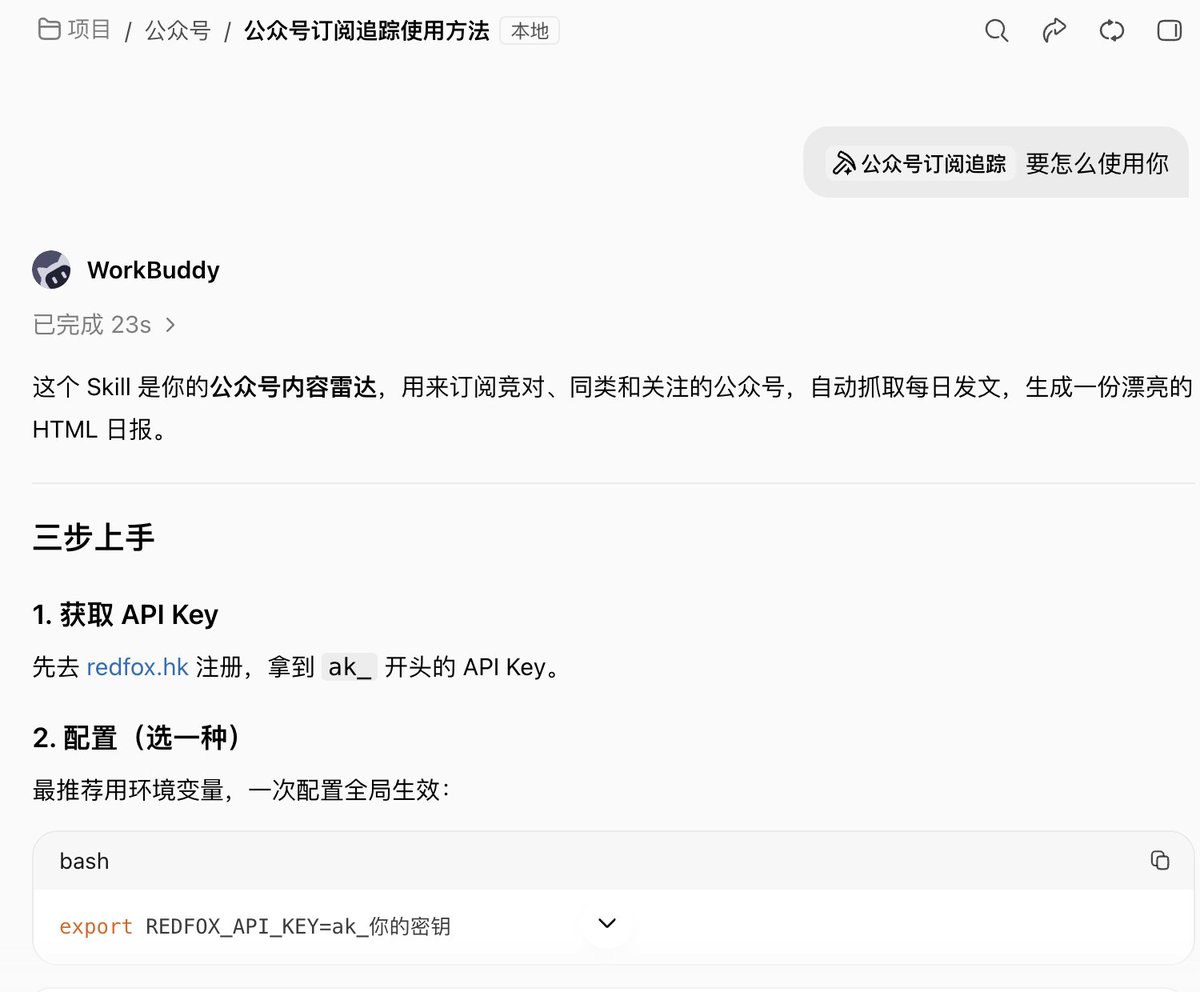 项目 / 公众号 / 公众号订阅追踪使用方法 本地
公众号订阅追踪 要怎么使用你
WorkBuddy
已完成 23s
这个 Skill 是你的公众号内容雷达，用来订阅竞对、同类和关注的公众号，自动抓取每日发文，生成一份漂亮的
HTML 日报。
三步上手
1. 获取 API Key
先去 redfox.hk 注册，拿到 ak_ 开头的 API Key。
2. 配置（选一种）
最推荐用环境变量，一次配置全局生效：
bash
export REDFOX_API_KEY=ak_你的密钥